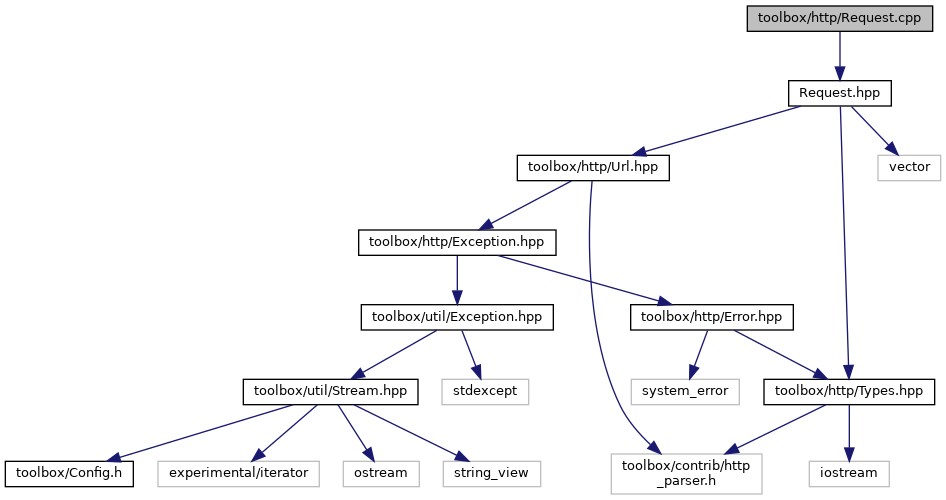 toolbox/http/Request.cpp
Request.hpp
toolbox/http/Url.hpp
vector
toolbox/http/Exception.hpp
toolbox/util/Exception.hpp
toolbox/http/Error.hpp
toolbox/util/Stream.hpp
stdexcept
system_error
toolbox/http/Types.hpp
toolbox/Config.h
experimental/iterator
ostream
string_view
toolbox/contrib/http
_parser.h
iostream